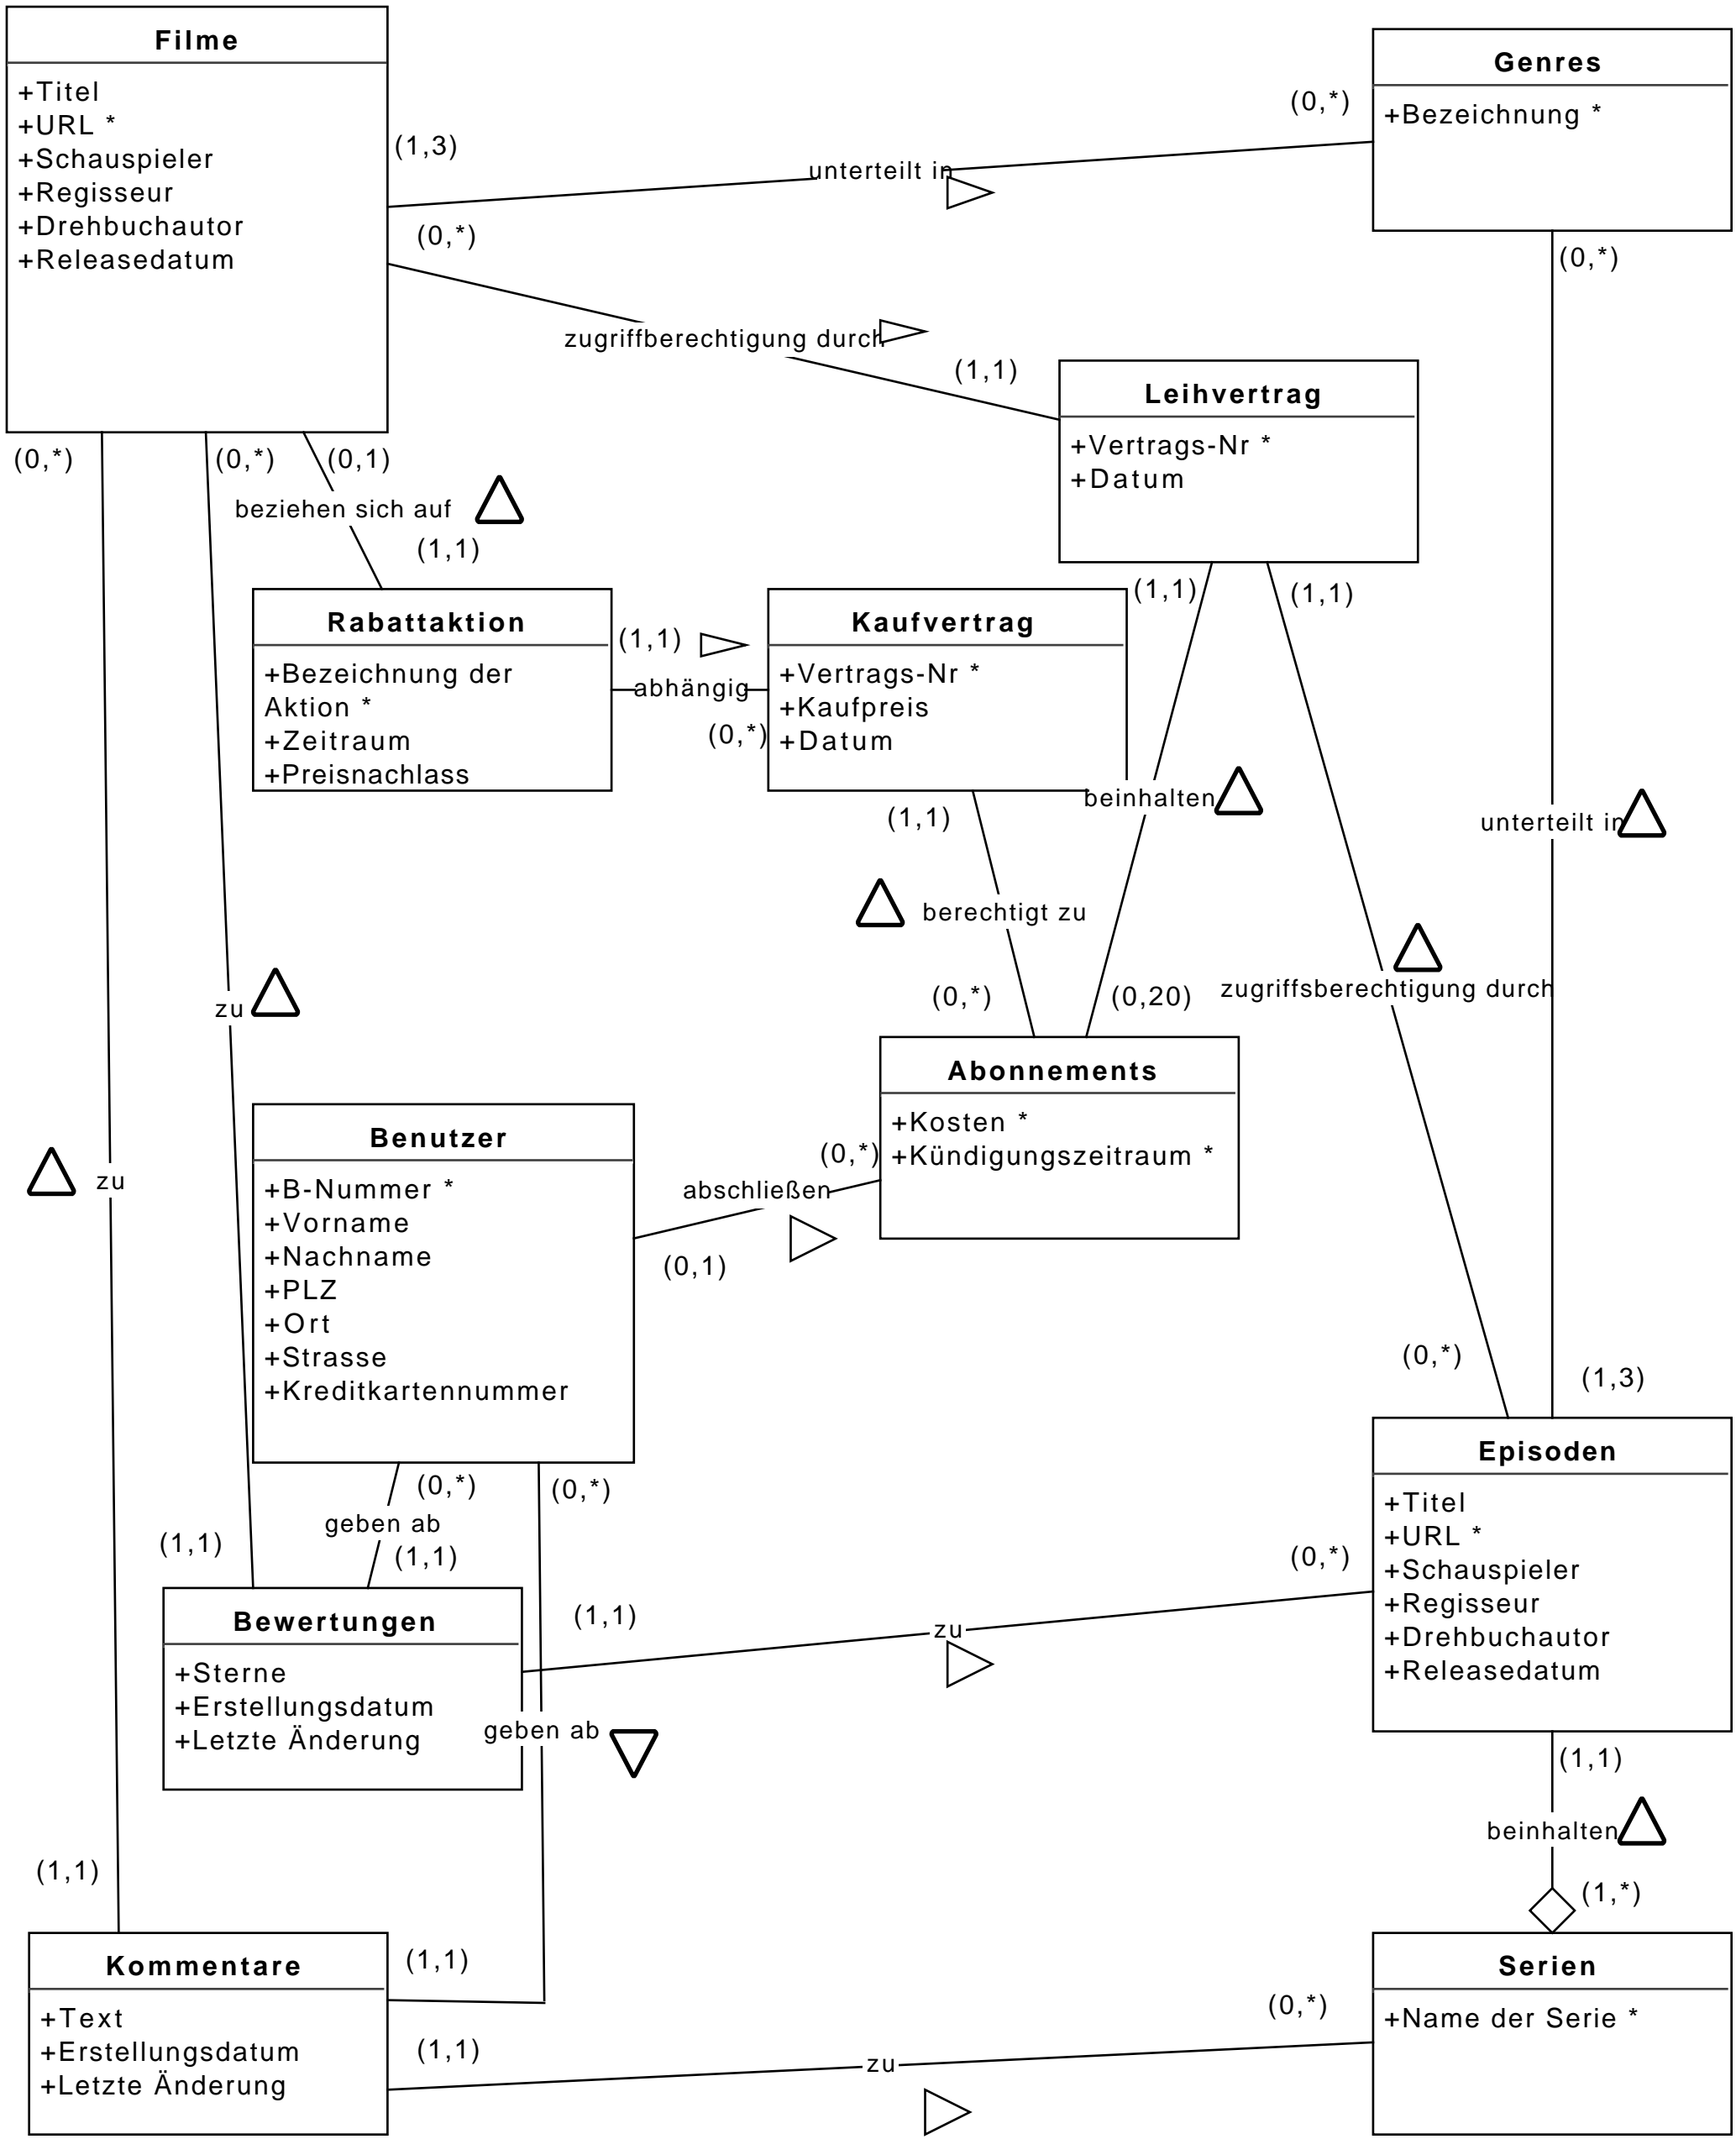 Filme
+Titel
+URL *
+Schauspieler
+Regisseur
+Drehbuchautor
+Releasedatum
Genres
+Bezeichnung *
(0,*)
(1,3)
unterteilt in
(0,*)
(0,*)
zugriffberechtigung durch
(1,1)
Leihvertrag
+Vertrags-Nr *
+Datum
(0,*)
(0,*)
(0,1)
beziehen sich auf
(1,1)
(1,1)
(1,1)
Rabattaktion
+Bezeichnung der
Aktion *
+Zeitraum
+Preisnachlass
(1,1)
abhängig
(0,*)
Kaufvertrag
+Vertrags-Nr *
+Kaufpreis
+Datum
beinhalten
(1,1)
unterteilt in
berechtigt zu
zugriffsberechtigung durch
(0,*)
(0,20)
zu
Abonnements
+Kosten *
+Kündigungszeitraum *
Benutzer
+B-Nummer *
+Vorname
+Nachname
+PLZ
+Ort
+Strasse
+Kreditkartennummer
(0,*)
abschließen
(0,1)
zu
(0,*)
(1,3)
Episoden
+Titel
+URL *
+Schauspieler
+Regisseur
+Drehbuchautor
+Releasedatum
(0,*)
(0,*)
geben ab
(1,1)
(1,1)
(0,*)
Bewertungen
+Sterne
+Erstellungsdatum
+Letzte Änderung
(1,1)
zu
geben ab
(1,1)
beinhalten
(1,*)
(1,1)
Kommentare
+Text
+Erstellungsdatum
+Letzte Änderung
(1,1)
(1,1)
zu
(0,*)
Serien
+Name der Serie *